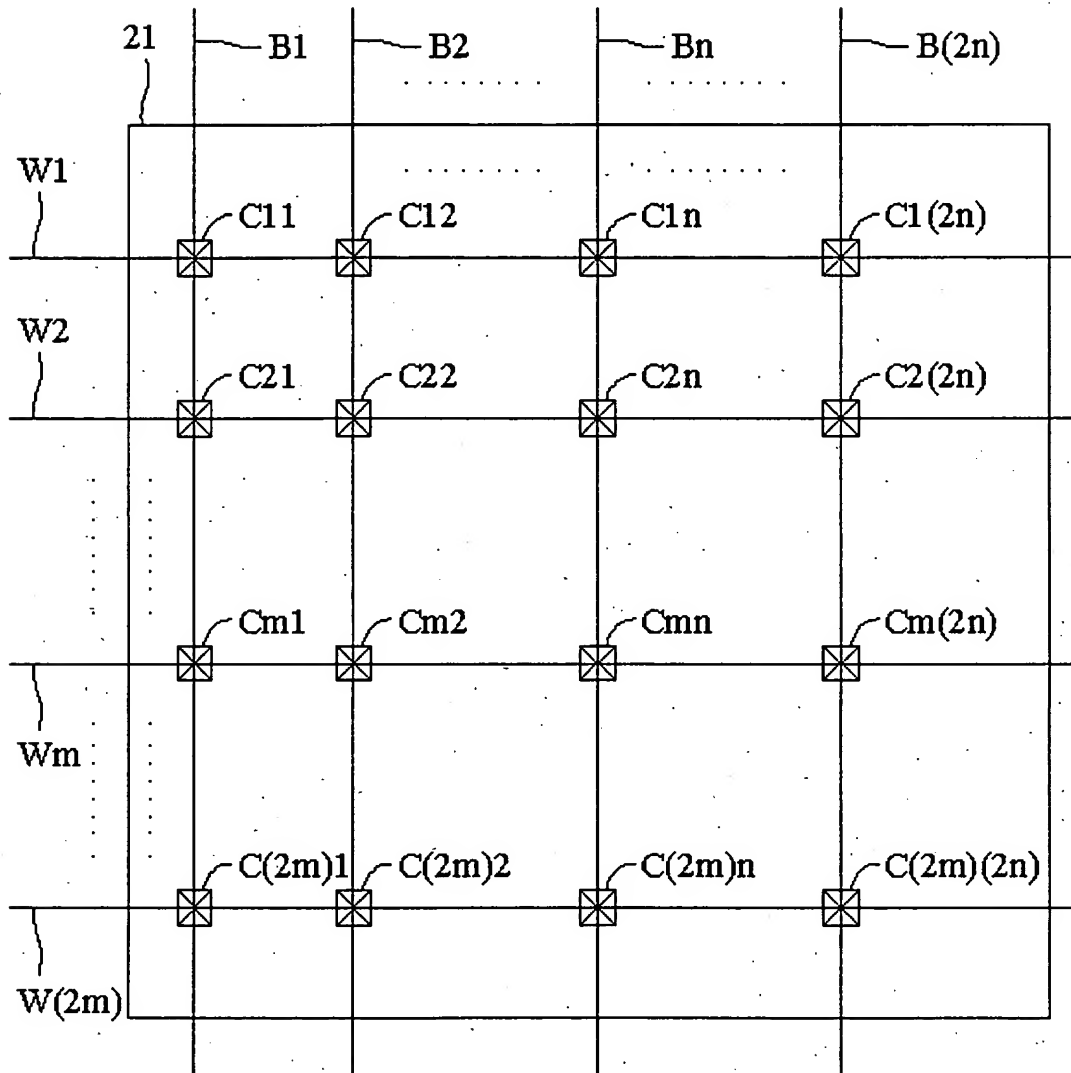 21 B1 B2 Bn B(2n)
W1
C11 C12 C1n C1(2n)
W2
C21 C22 C2n C2(2n)
Cm1 Cm2 Cmn Cm(2n)
Wm
C(2m)1 C(2m)2 C(2m)n C(2m)(2n)
W(2m)